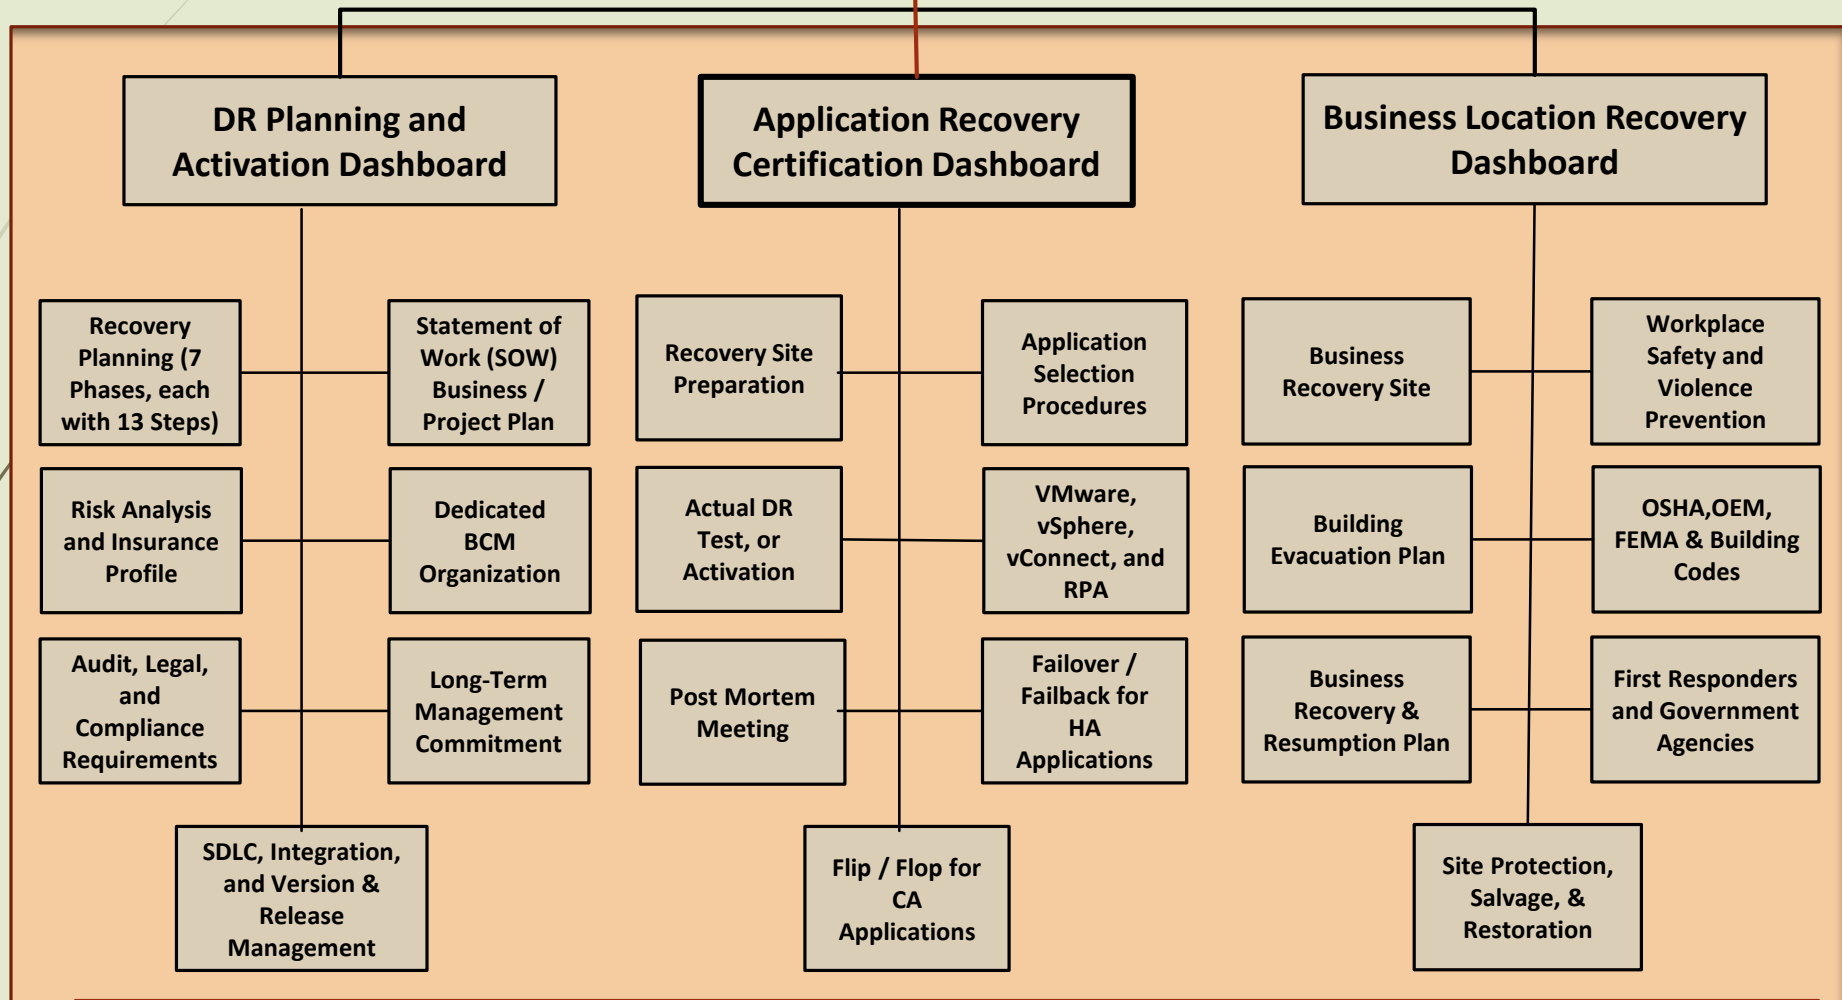 DR Planning and
Activation Dashboard
Application Recovery
Certification Dashboard
Business Location Recovery
Dashboard
Recovery
Planning (7
Phases, each
with 13 Steps)
Statement of
Work (SOW)
Business /
Project Plan
Recovery Site
Preparation
Application
Selection
Procedures
Business
Recovery Site
Workplace
Safety and
Violence
Prevention
Risk Analysis
and Insurance
Profile
Dedicated
BCM
Organization
Actual DR
Test, or
Activation
VMware,
vSphere,
vConnect, and
RPA
Building
Evacuation Plan
OSHA,OEM,
FEMA & Building
Codes
Audit, Legal,
and
Compliance
Requirements
Long-Term
Management
Commitment
Post Mortem
Meeting
Failover /
Failback for
HA
Applications
Business
Recovery &
Resumption Plan
First Responders
and Government
Agencies
SDLC, Integration,
and Version &
Release
Management
Flip / Flop for
CA
Applications
Site Protection,
Salvage, &
Restoration